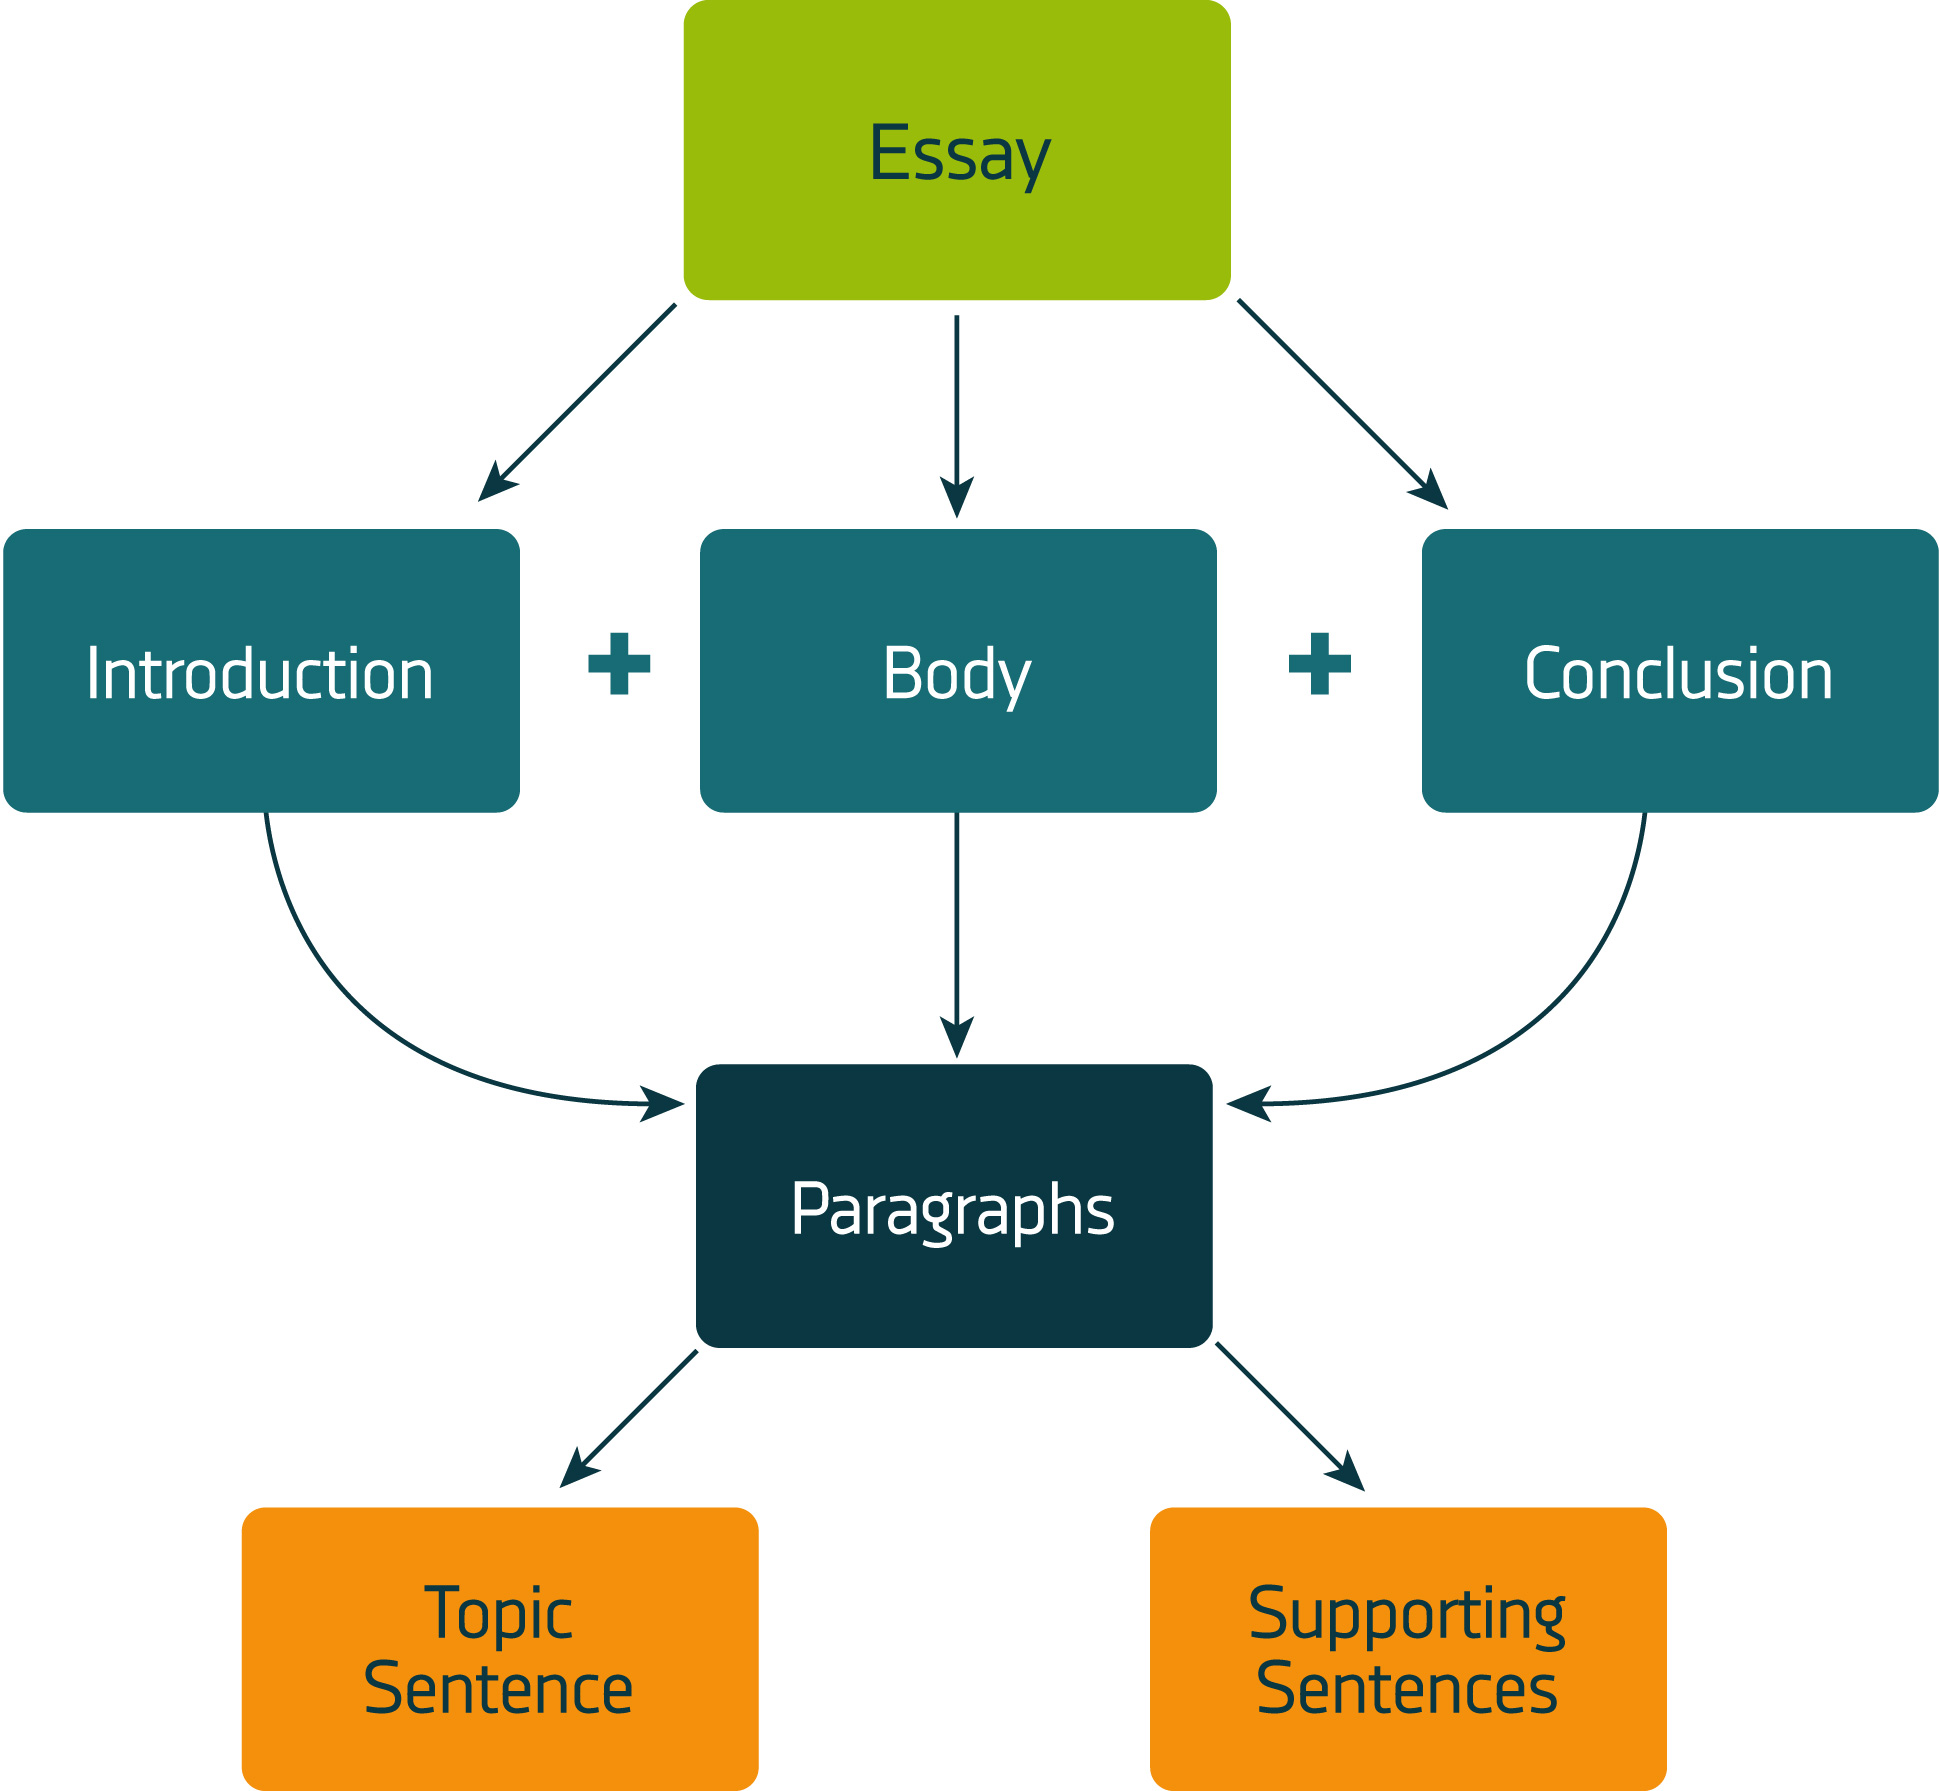 Essay
Introduction + Body + Conclusion
Paragraphs
Topic
Sentence
Supporting
Sentences